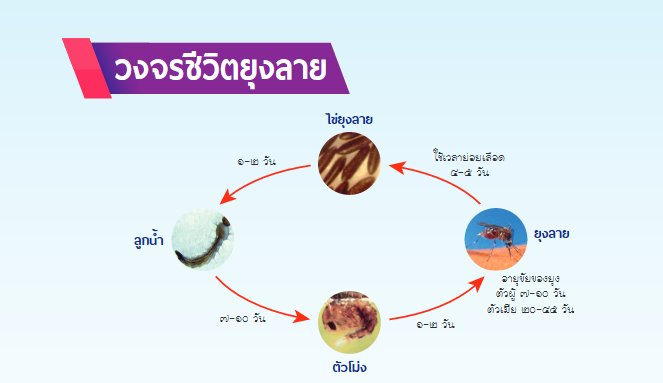 วงจรชีวิตยุงลาย
ไข่ยุงลาย
๑-๒ วัน
ใช้เวลาย่อยเลือด
๔-๕ วัน
ลูกน้ำ
ยุงลาย
อายุขัยของยุง
ตัวผู้ ๗-๑๐ วัน
ตัวเมีย ๒๐-๔๕ วัน
๗-๑๐ วัน
๑-๒ วัน
ตัวโม่ง